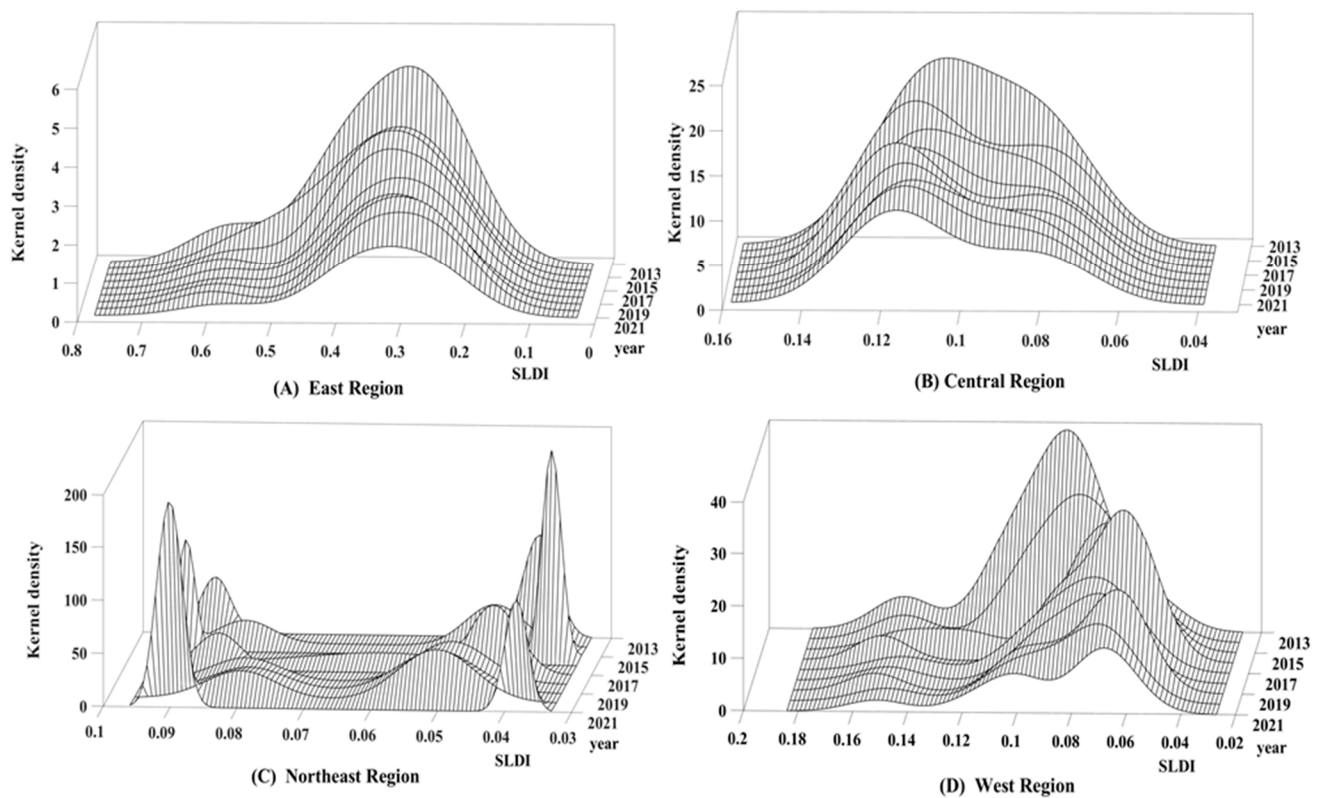 6
5
4
3
2
1
0
Kernel density
0.8 0.7 0.6 0.5 0.4 0.3 0.2 0.1 0
2013
2015
2017
2019
2021
year
SLDI
(A) East Region
25
20
15
10
5
0
Kernel density
0.16 0.14 0.12 0.1 0.08 0.06 0.04
2013
2015
2017
2019
2021
year
SLDI
(B) Central Region
200
150
100
50
0
Kernel density
0.1 0.09 0.08 0.07 0.06 0.05 0.04 0.03
2013
2015
2017
2019
2021
year
SLDI
(C) Northeast Region
40
30
20
10
0
Kernel density
0.2 0.18 0.16 0.14 0.12 0.1 0.08 0.06 0.04 0.02
2013
2015
2017
2019
2021
year
SLDI
(D) West Region